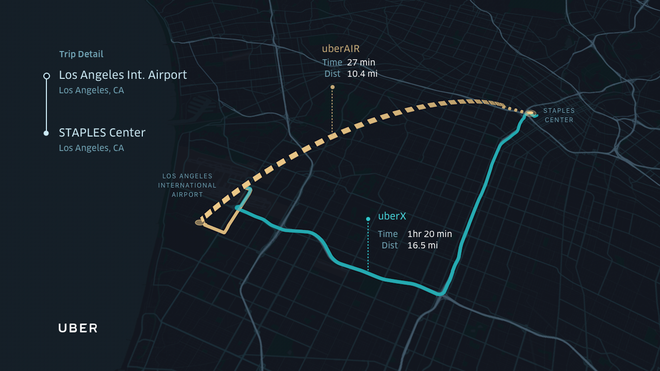 Trip Detail
Los Angeles Int. Airport
Los Angeles, CA
STAPLES Center
Los Angeles, CA
uberAIR
Time 27 min
Dist 10.4 mi
STAPLES
CENTER
LOS ANGELES
INTERNATIONAL
AIRPORT
uberX
Time 1hr 20 min
Dist 16.5 mi
UBER